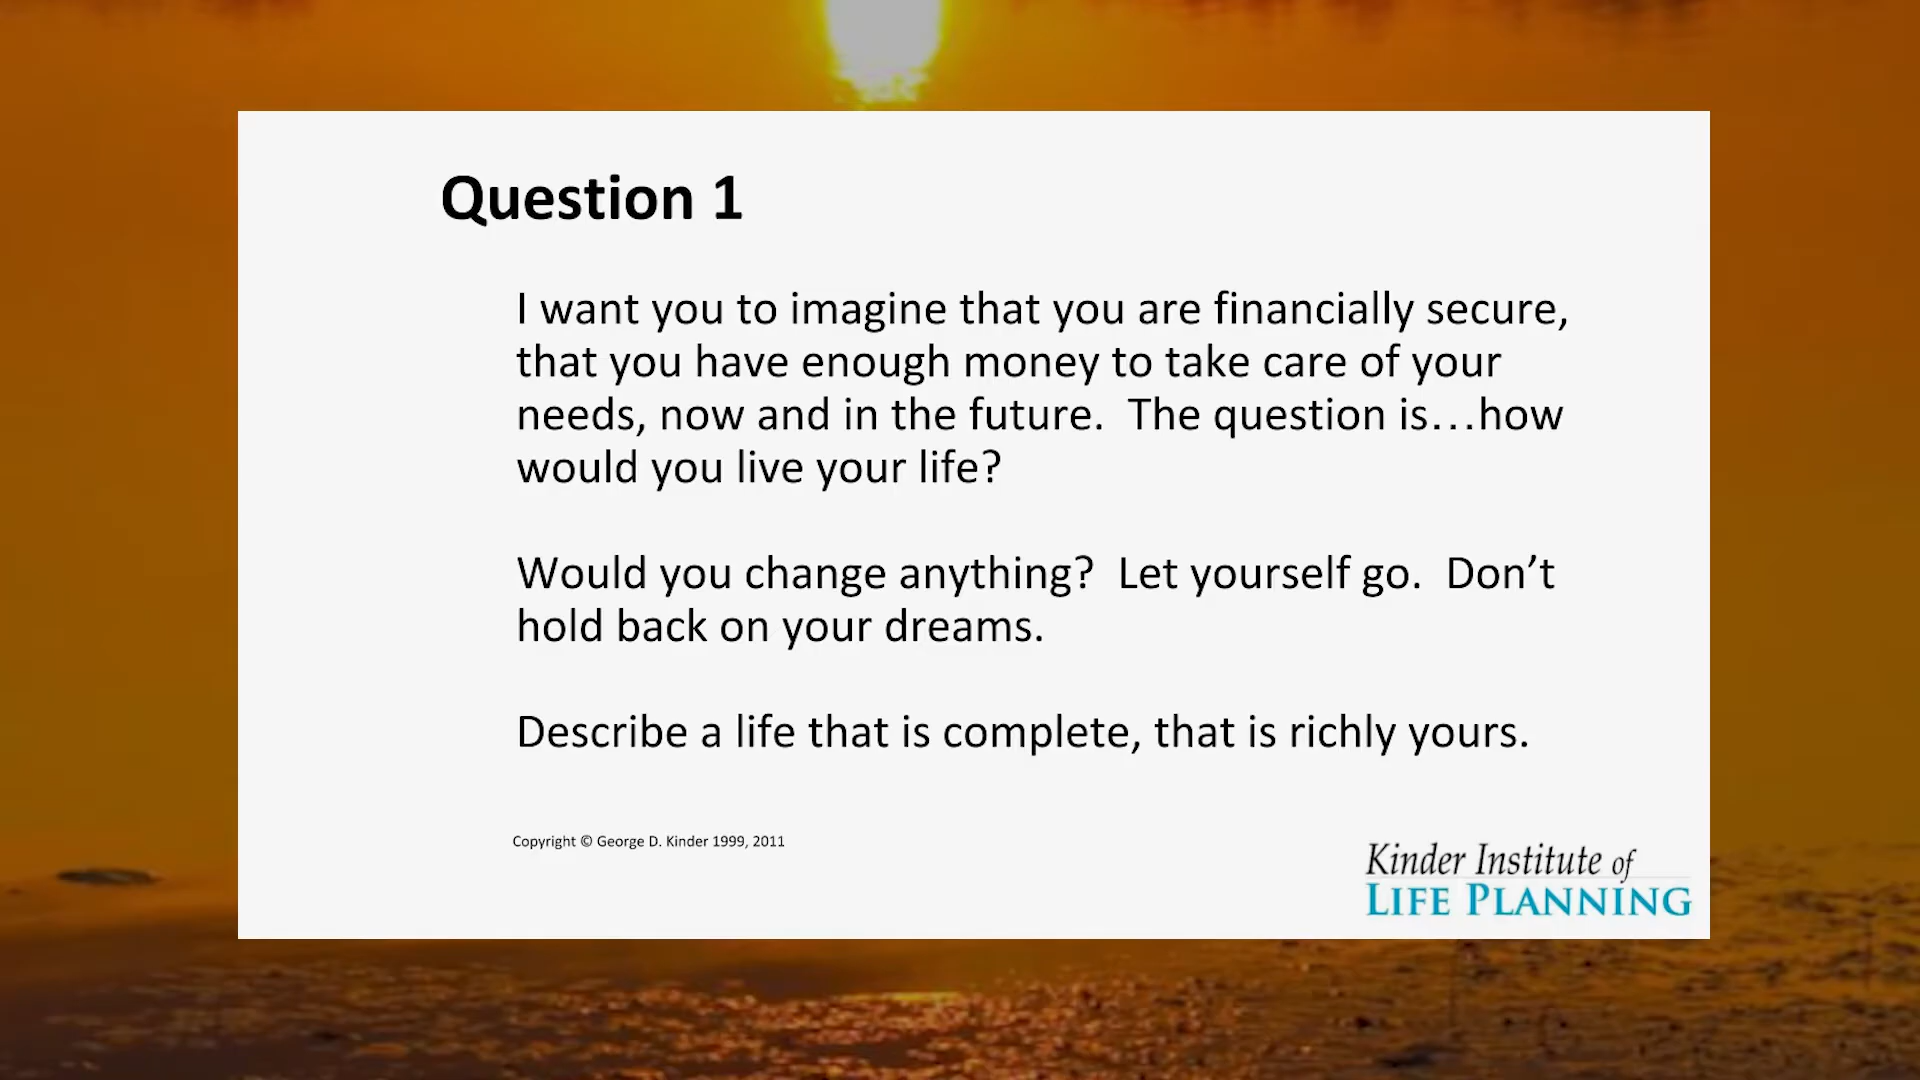 Question 1
I want you to imagine that you are financially secure,
that you have enough money to take care of your
needs, now and in the future.  The question is…how
would you live your life?
Would you change anything?  Let yourself go.  Don’t
hold back on your dreams.
Describe a life that is complete, that is richly yours.
Copyright © George D. Kinder 1999, 2011
Kinder Institute of
LIFE PLANNING